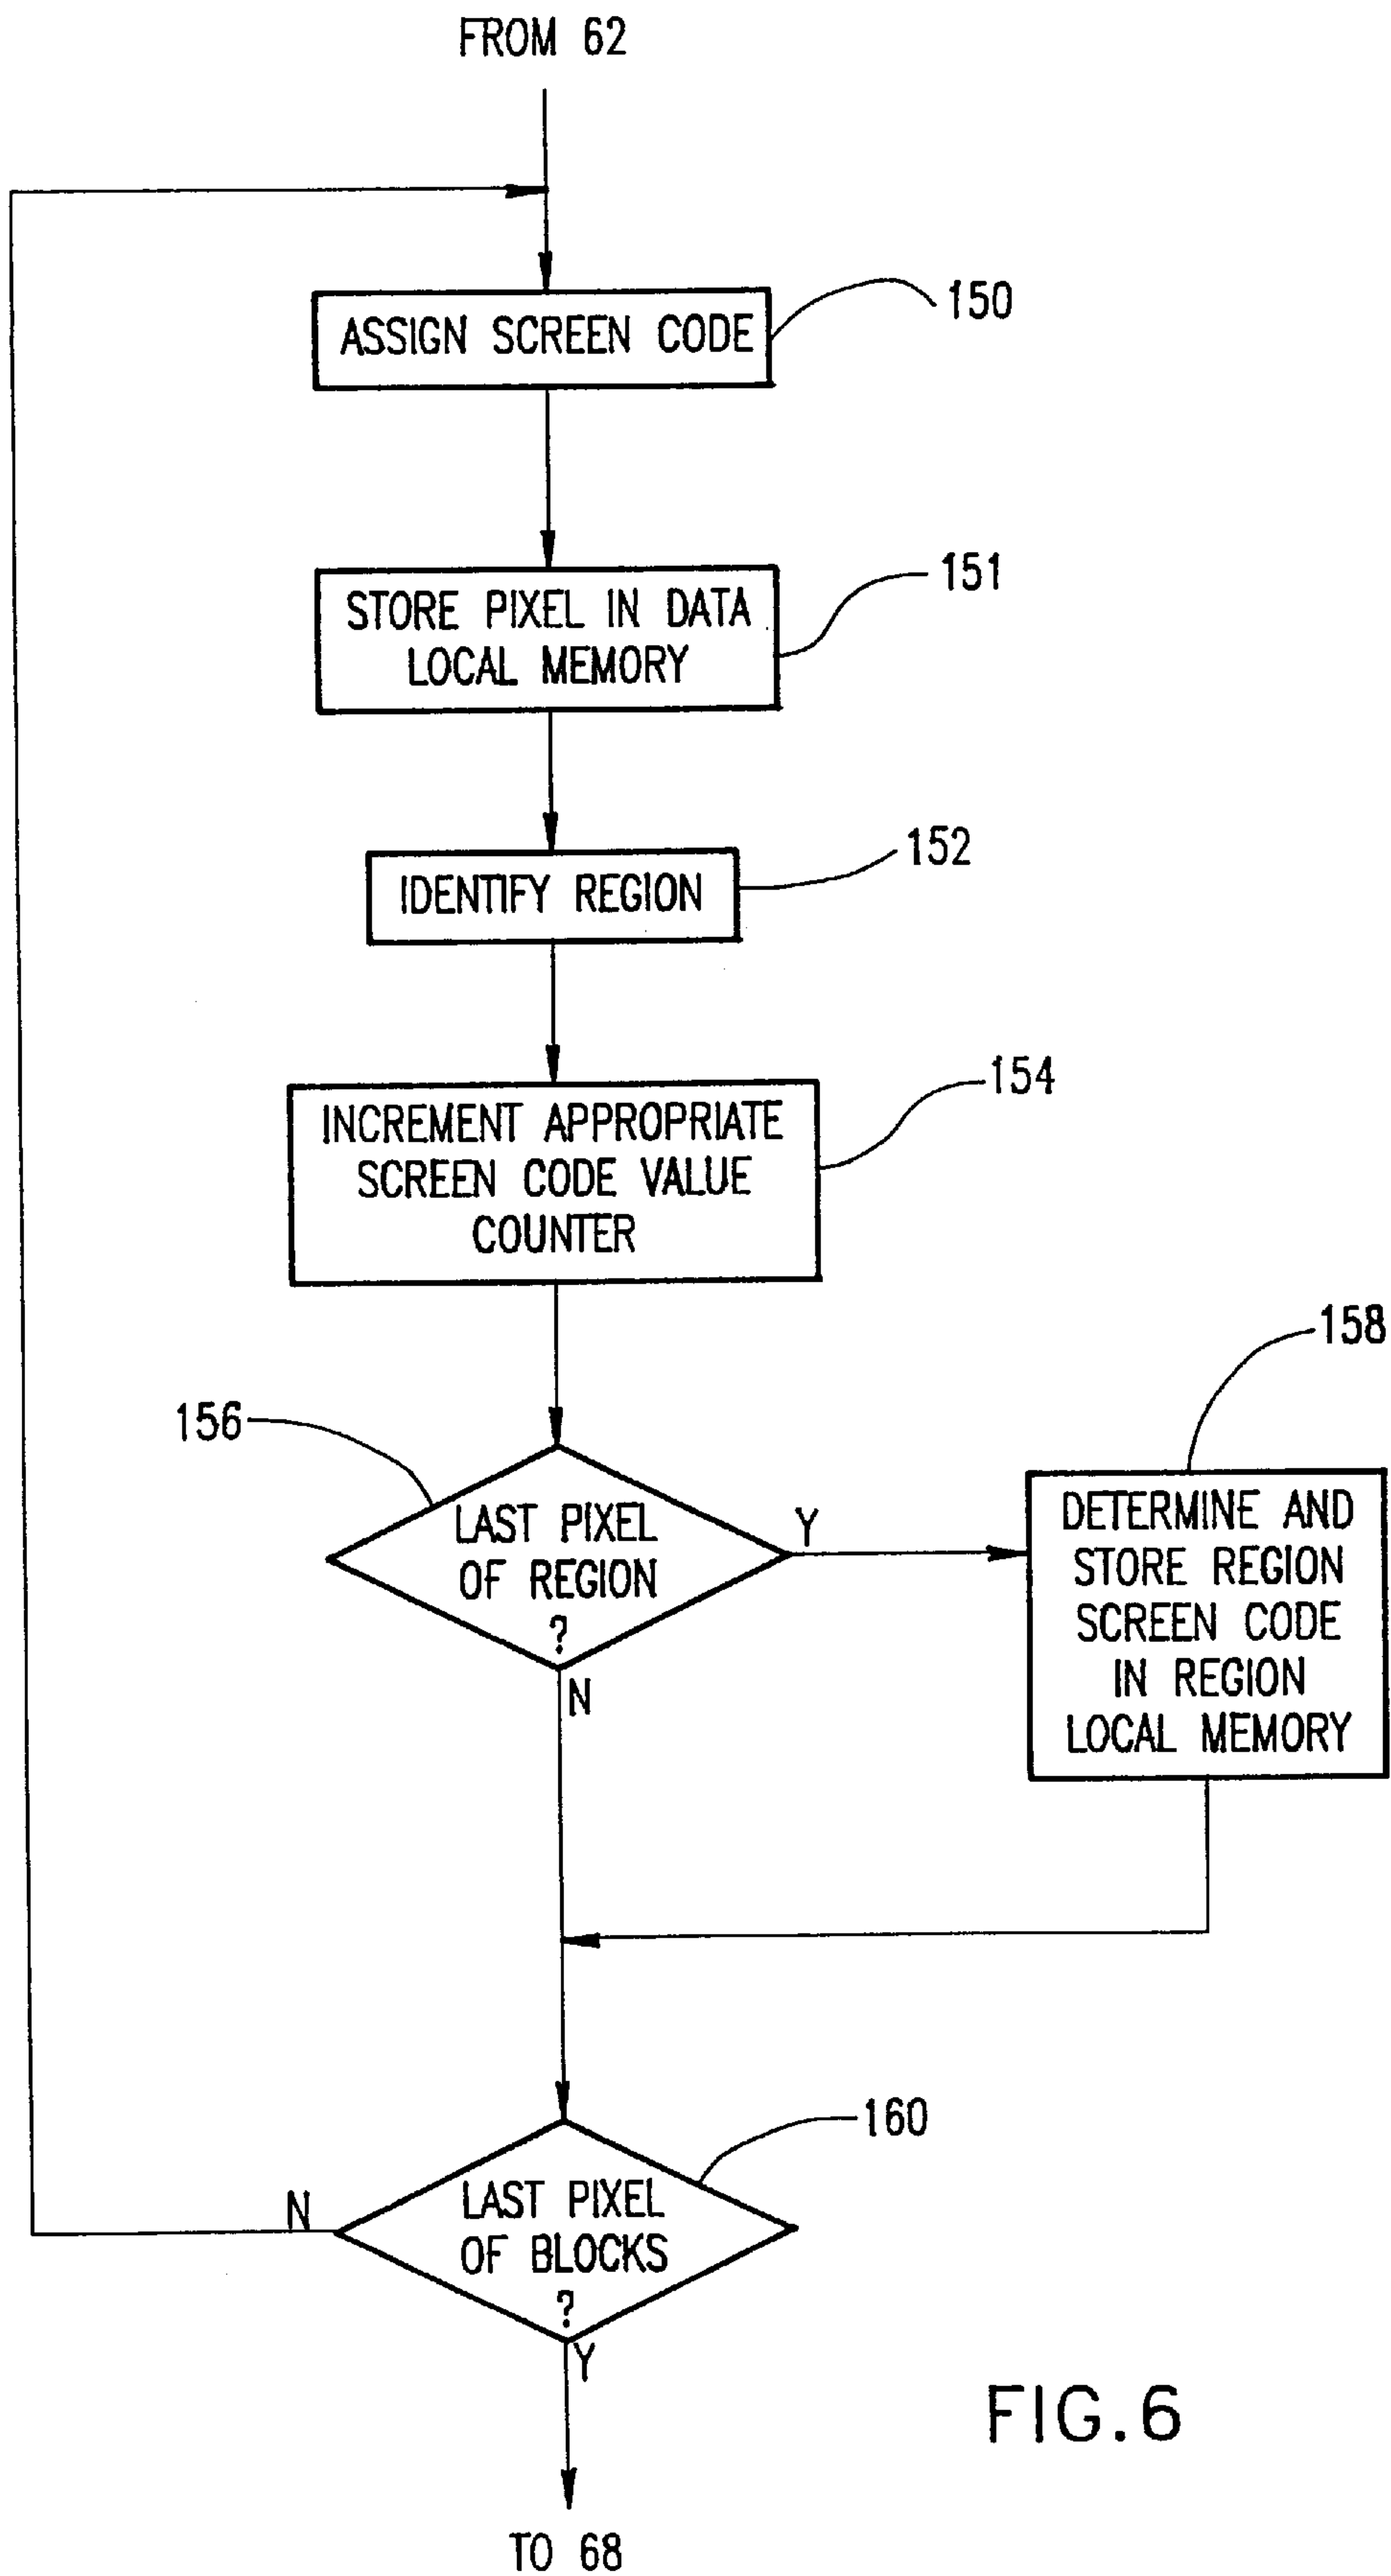 FROM 62
150
ASSIGN SCREEN CODE
151
STORE PIXEL IN DATA
LOCAL MEMORY
152
IDENTIFY REGION
154
INCREMENT APPROPRIATE
SCREEN CODE VALUE
COUNTER
158
156
LAST PIXEL
OF REGION
?
Y
N
DETERMINE AND
STORE REGION
SCREEN CODE
IN REGION
LOCAL MEMORY
160
LAST PIXEL
OF BLOCKS
?
N
Y
FIG.6
TO 68